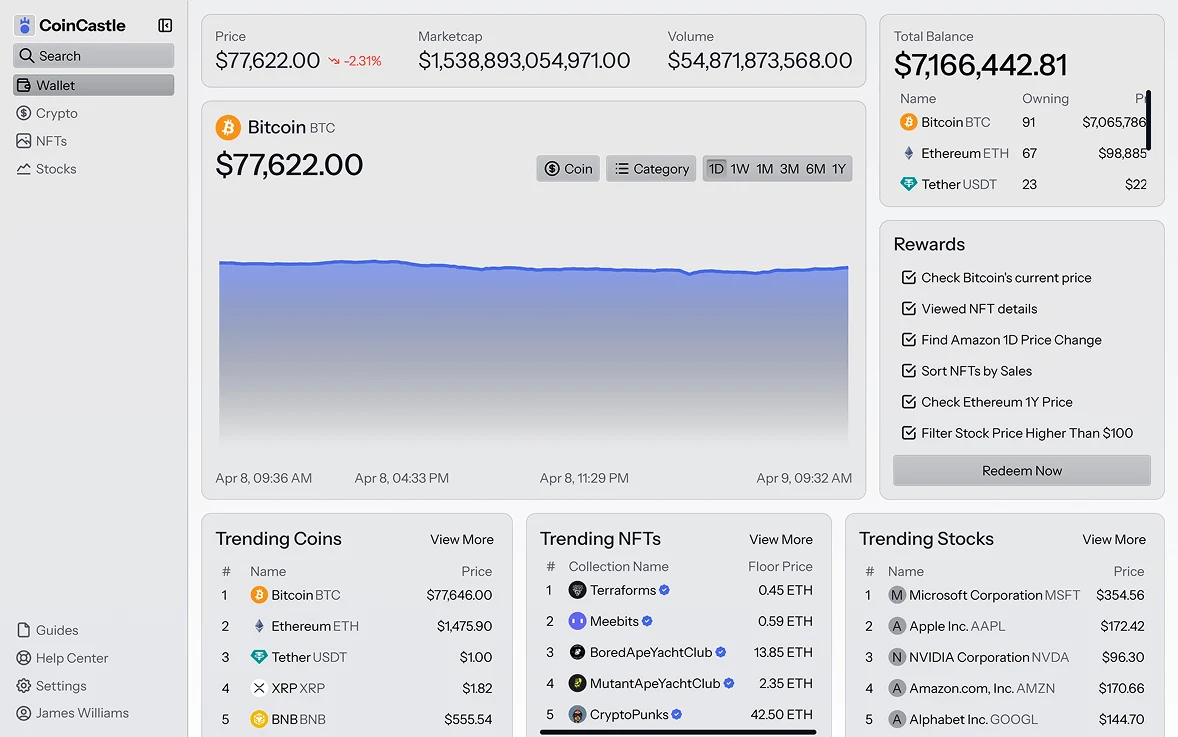 CoinCastle
Search
Wallet
Crypto
NFTs
Stocks
Guides
Help Center
Settings
James Williams
Price
$77,622.00 -2.31%
Marketcap
$1,538,893,054,971.00
Volume
$54,871,873,568.00
Bitcoin BTC
$77,622.00
Coin
Category
1D 1W 1M 3M 6M 1Y
Apr 8, 09:36 AM Apr 8, 04:33 PM Apr 8, 11:29 PM Apr 9, 09:32 AM
Total Balance
$7,166,442.81
Name Owning
Bitcoin BTC 91 $7,065,786
Ethereum ETH 67 $98,885
Tether USDT 23 $22
Rewards
Check Bitcoin's current price
Viewed NFT details
Find Amazon 1D Price Change
Sort NFTs by Sales
Check Ethereum 1Y Price
Filter Stock Price Higher Than $100
Redeem Now
Trending Coins View More
# Name Price
1 Bitcoin BTC $77,646.00
2 Ethereum ETH $1,475.90
3 Tether USDT $1.00
4 XRP XRP $1.82
5 BNB BNB $555.54
Trending NFTs View More
# Collection Name Floor Price
1 Terraforms 0.45 ETH
2 Meebits 0.59 ETH
3 BoredApeYachtClub 13.85 ETH
4 MutantApeYachtClub 2.35 ETH
5 CryptoPunks 42.50 ETH
Trending Stocks View More
# Name Price
1 M Microsoft Corporation MSFT $354.56
2 A Apple Inc. AAPL $172.42
3 N NVIDIA Corporation NVDA $96.30
4 A Amazon.com, Inc. AMZN $170.66
5 A Alphabet Inc. GOOGL $144.70